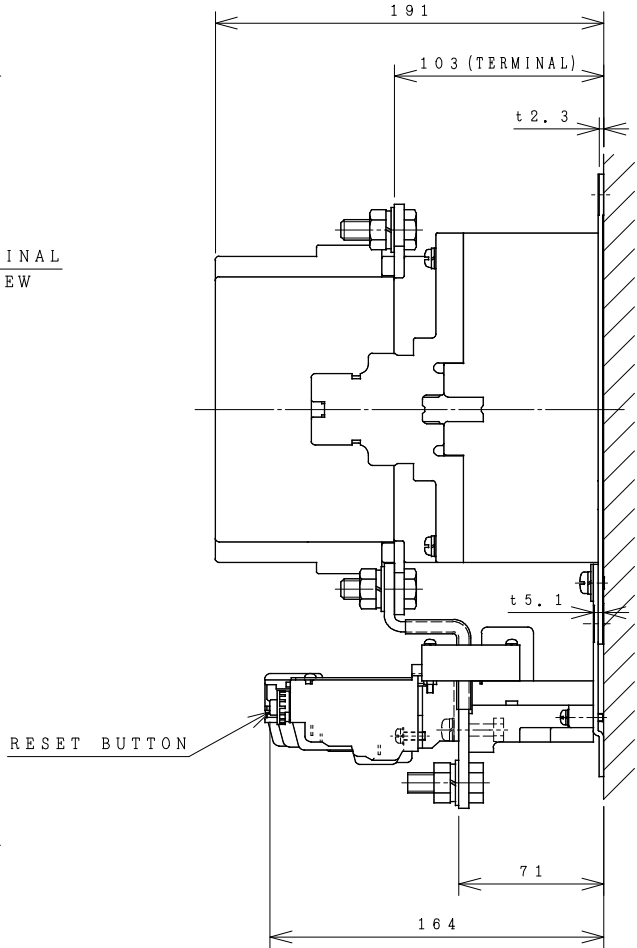 191
103 (TERMINAL)
t2.3
INAL
EW
t5.1
RESET BUTTON
71
164